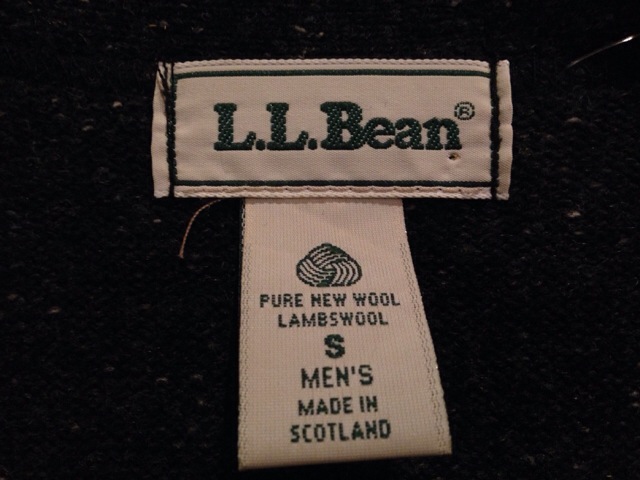 L.L.Bean®
PURE NEW WOOL
LAMBSWOOL
S
MEN'S
MADE IN
SCOTLAND